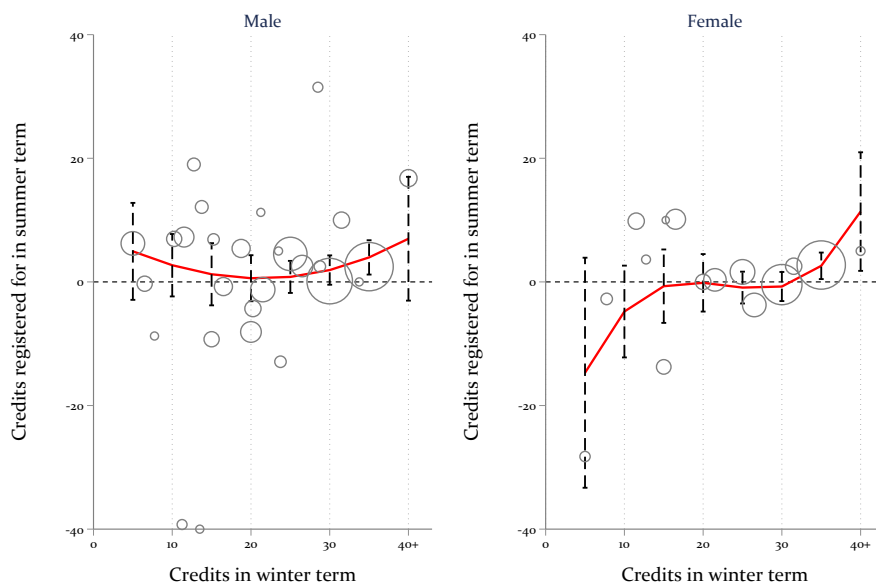 Male
Credits registered for in summer term
40
20
0
-20
-40
0 10 20 30 40+
Credits in winter term
Female
Credits registered for in summer term
40
20
0
-20
-40
0 10 20 30 40+
Credits in winter term